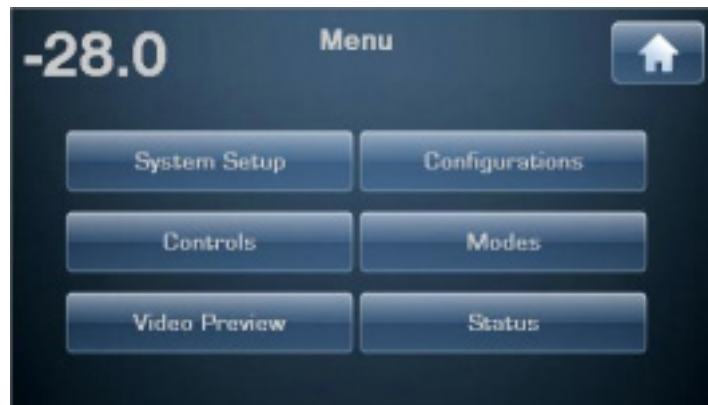 -28.0 Menu
System Setup Configurations
Controls Modes
Video Preview Status